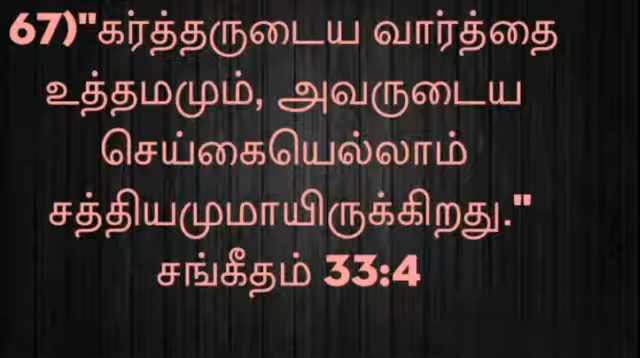 67)"கர்த்தருடைய வார்த்தை
உத்தமமும், அவருடைய
செய்கையெல்லாம்
சத்தியமுமாயிருக்கிறது."
சங்கீதம் 33:4